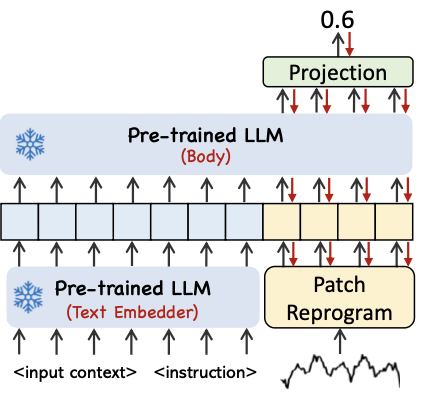 0.6
Projection
Pre-trained LLM
(Body)
Pre-trained LLM
(Text Embedder)
Patch
Reprogram
<input context>
<instruction>